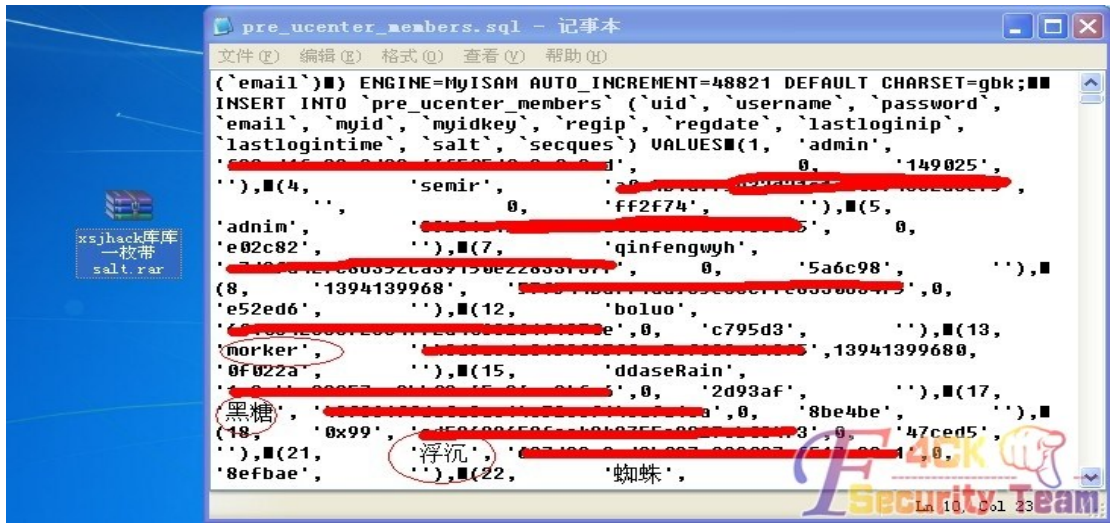 pre_ucenter_members.sql - 记事本
文件(F) 编辑(E) 格式(O) 查看(V) 帮助(H)
(`email`)■) ENGINE=MyISAM AUTO_INCREMENT=48821 DEFAULT CHARSET=gbk;■■
INSERT INTO `pre_ucenter_members` (`uid`, `username`, `password`,
`email`, `myid`, `myidkey`, `regip`, `regdate`, `lastloginip`,
`lastlogintime`, `salt`, `secques`) VALUES■(1, 'admin',
0, '149025',
''),■(4, 'semir',
'', 0, 'ff2f74', ''),■(5,
'adnim', 0,
'e02c82', ''),■(7, 'qinfengwyh',
0, '5a6c98', ''),■
(8, '1394139968', ,0,
'e52ed6', ''),■(12, 'boluo',
e',0, 'c795d3', ''),■(13,
'morker', ,13941399680,
'0f022a', ''),■(15, 'ddaseRain',
,0, '2d93af', ''),■(17,
'黑糖', ,0, '8be4be', ''),■
(18, '0x99', ,0, '47ced5',
''),■(21, '浮沉', ,0,
'8efbae', ''),■(22, '蜘蛛',
Ln 10, Col 23
xsjhack库库
一枚带
salt.rar
F4CK
Security Team